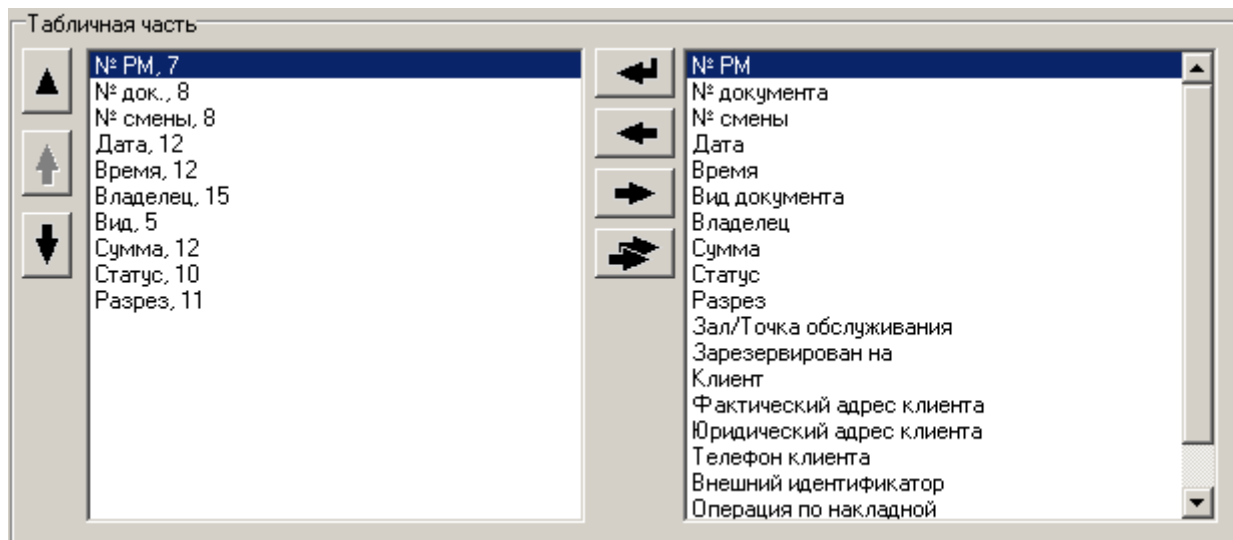 Табличная часть
№ РМ, 7
№ док., 8
№ смены, 8
Дата, 12
Время, 12
Владелец, 15
Вид, 5
Сумма, 12
Статус, 10
Разрез, 11
№ РМ
№ документа
№ смены
Дата
Время
Вид документа
Владелец
Сумма
Статус
Разрез
Зал/Точка обслуживания
Зарезервирован на
Клиент
Фактический адрес клиента
Юридический адрес клиента
Телефон клиента
Внешний идентификатор
Операция по накладной